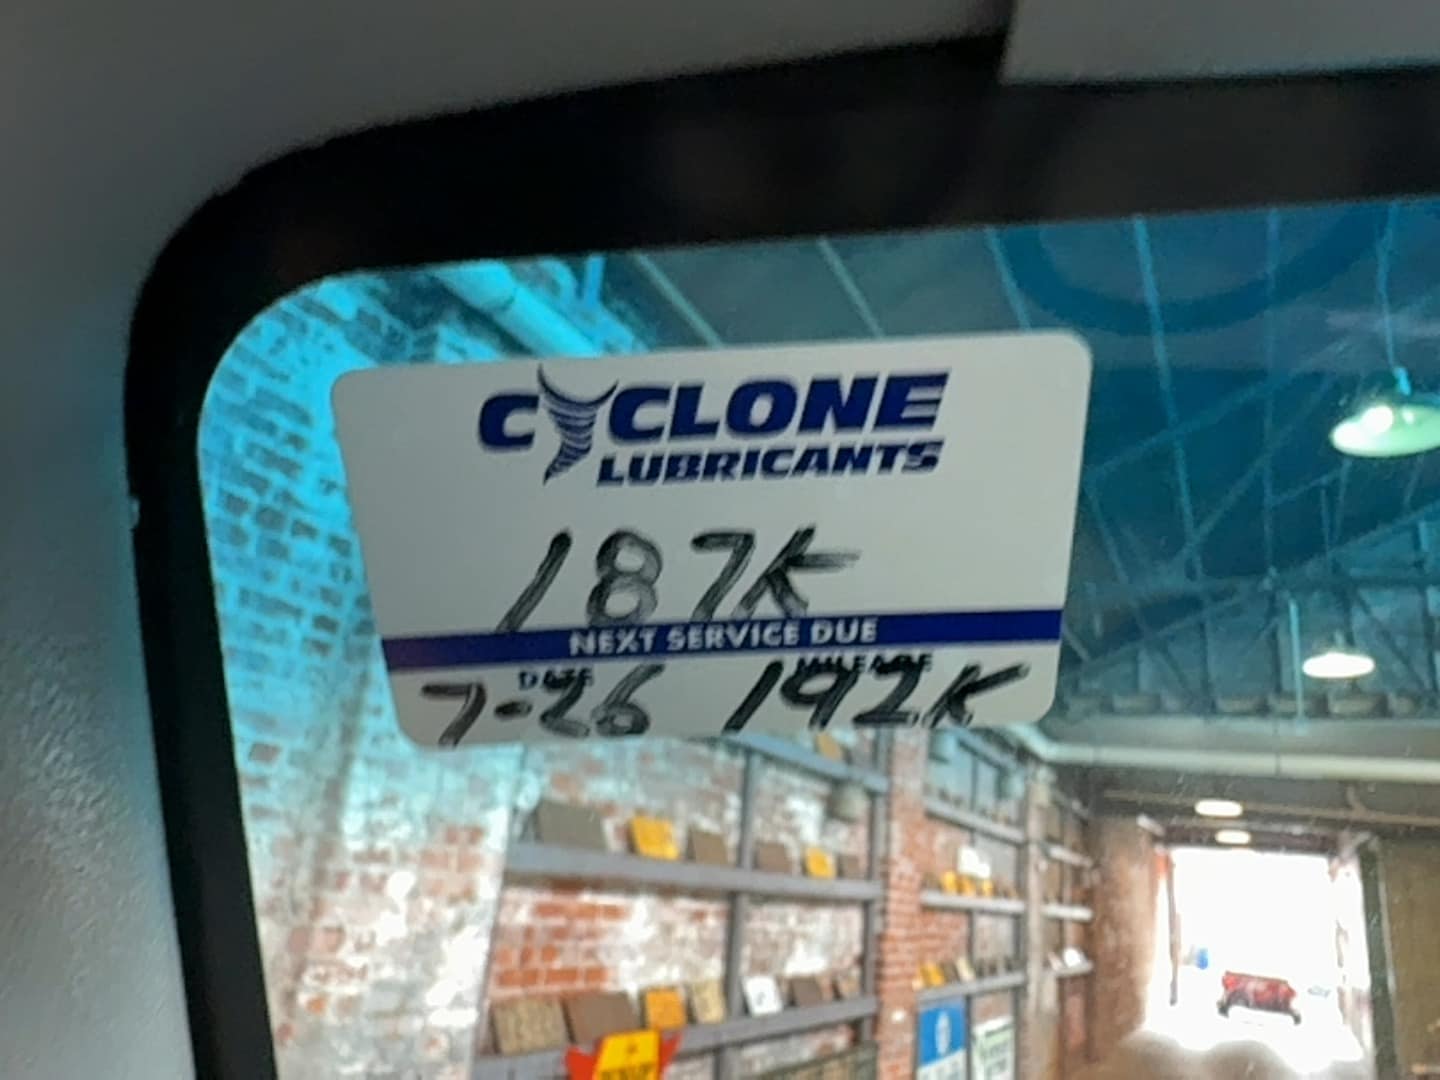 CYCLONE
LUBRICANTS
187K
NEXT SERVICE DUE
DATE MILEAGE
7-26 192K